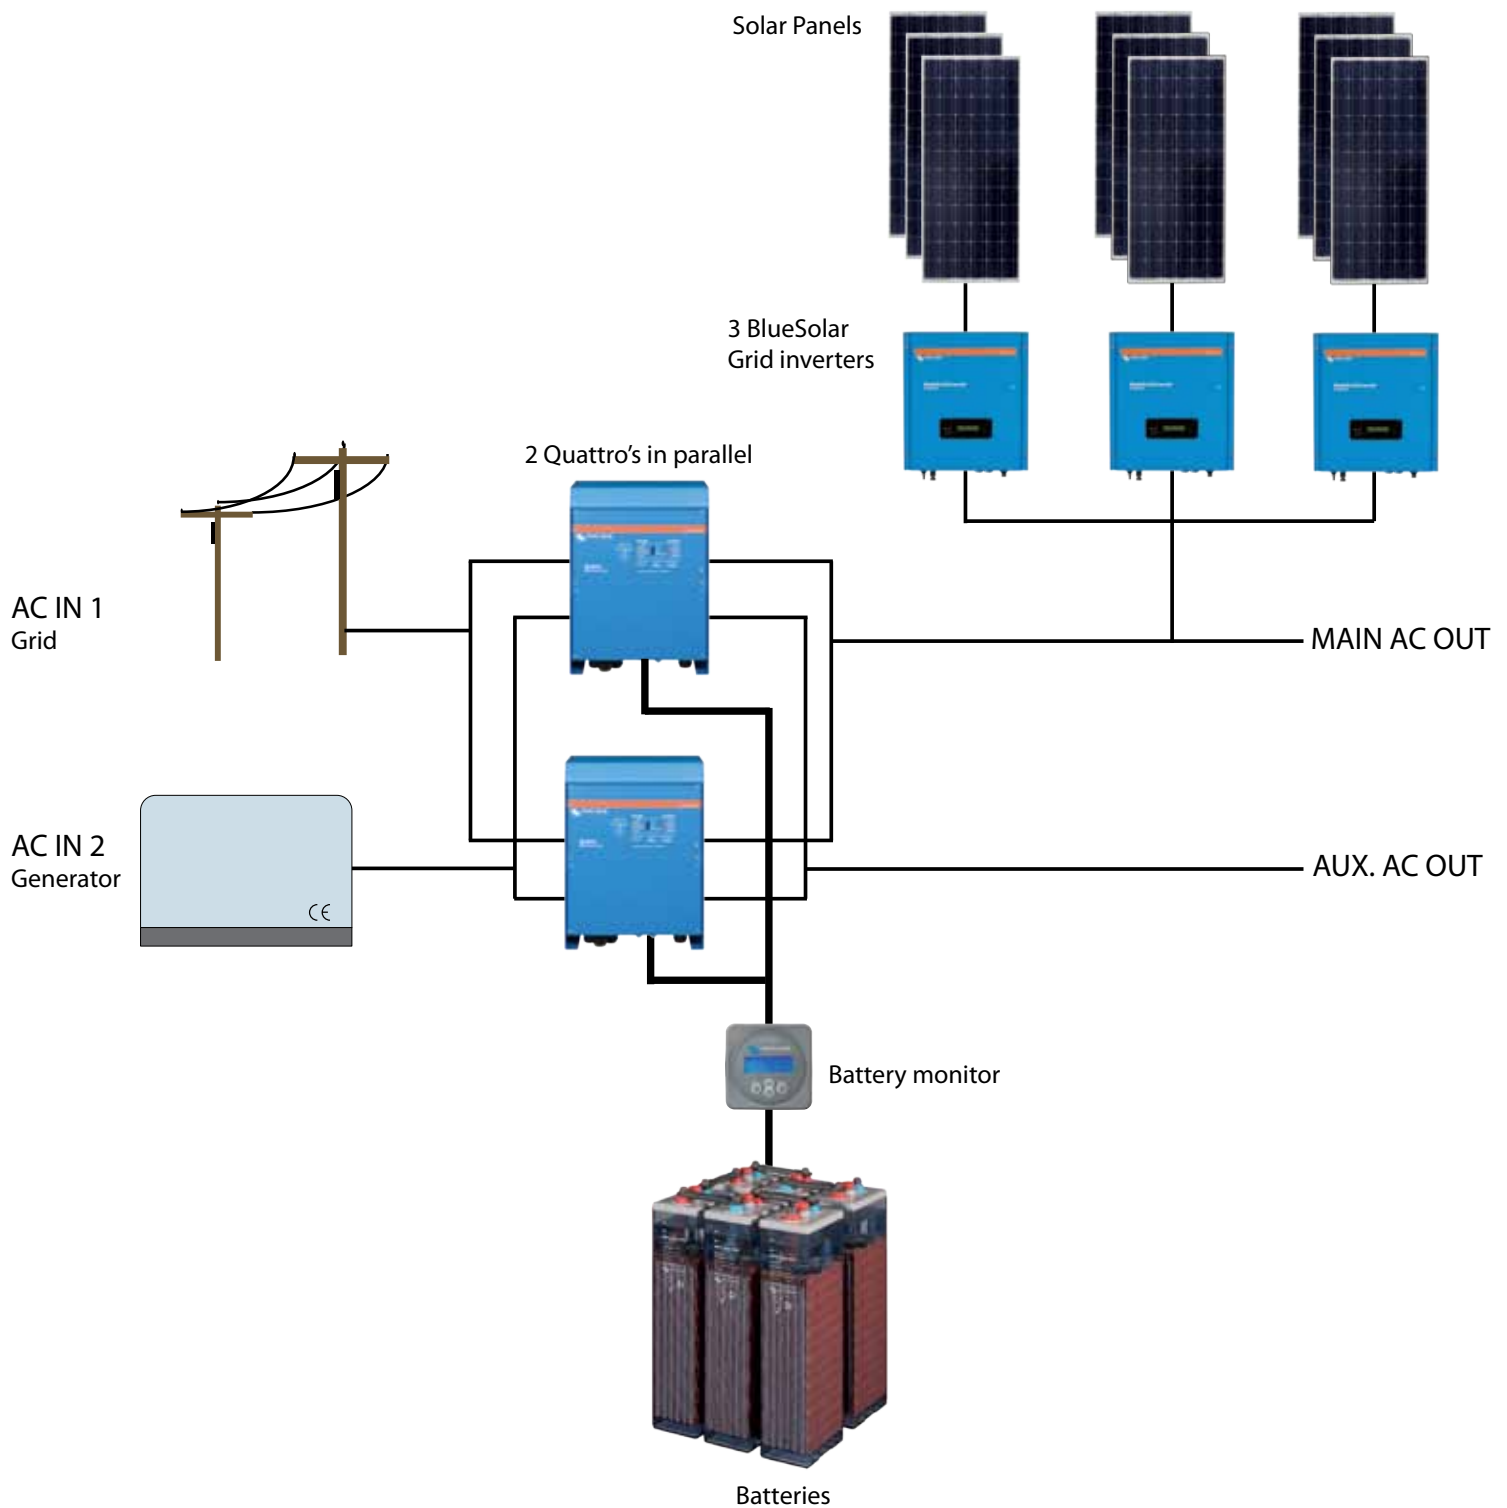 Solar Panels
3 BlueSolar
Grid inverters
2 Quattro's in parallel
AC IN 1
Grid
MAIN AC OUT
AC IN 2
Generator
CE
AUX. AC OUT
Battery monitor
Batteries